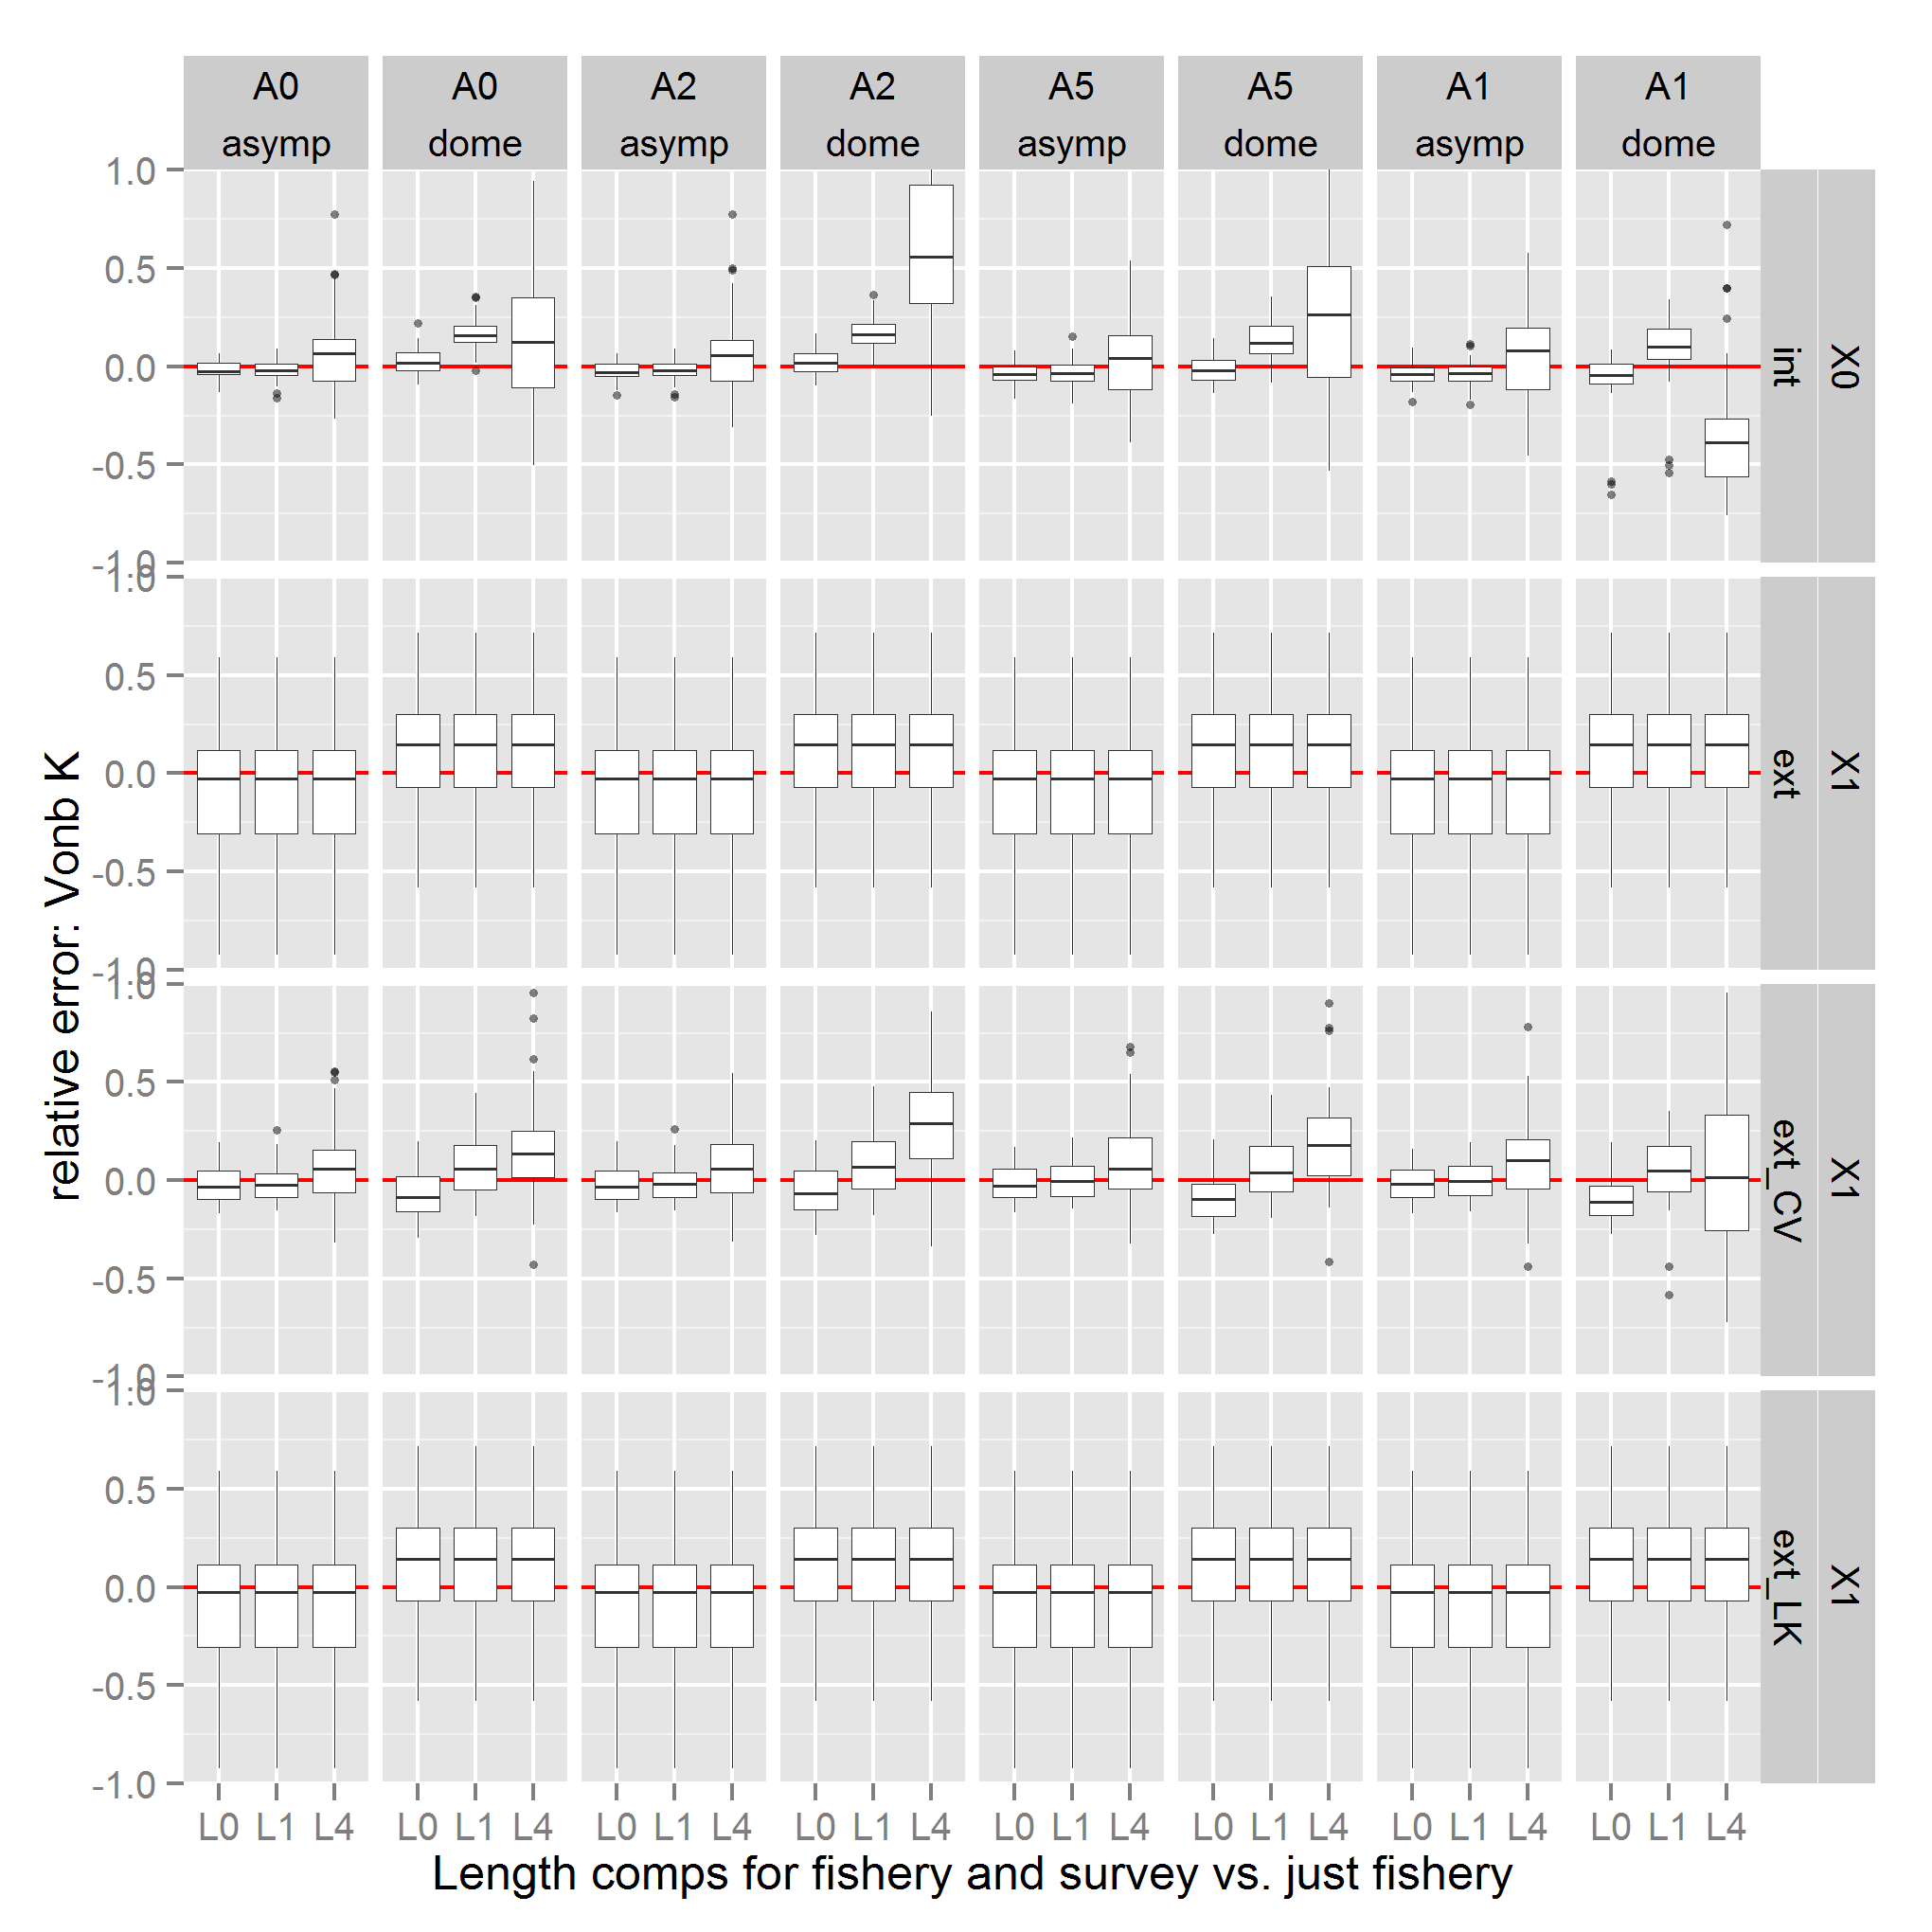 A0 A0 A2 A2 A5 A5 A1 A1
asymp dome asymp dome asymp dome asymp dome
1.0
0.5
0.0
-0.5
-1.0
int X0
1.0
0.5
0.0
-0.5
-1.0
ext X1
1.0
0.5
0.0
-0.5
-1.0
ext_CV X1
1.0
0.5
0.0
-0.5
-1.0
ext_LK X1
relative error: Vonb K
L0 L1 L4 L0 L1 L4 L0 L1 L4 L0 L1 L4 L0 L1 L4 L0 L1 L4 L0 L1 L4 L0 L1 L4
Length comps for fishery and survey vs. just fishery